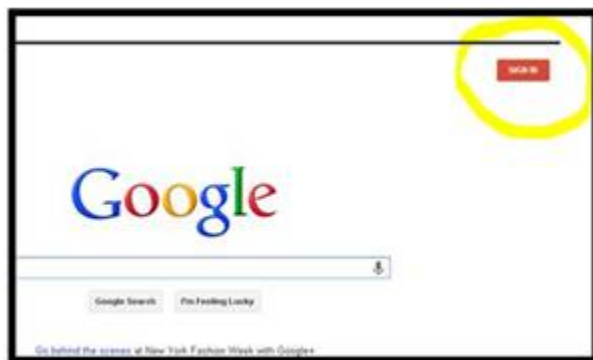 SIGN IN
Google
Google Search I'm Feeling Lucky
Go behind the scenes at New York Fashion Week with Google+